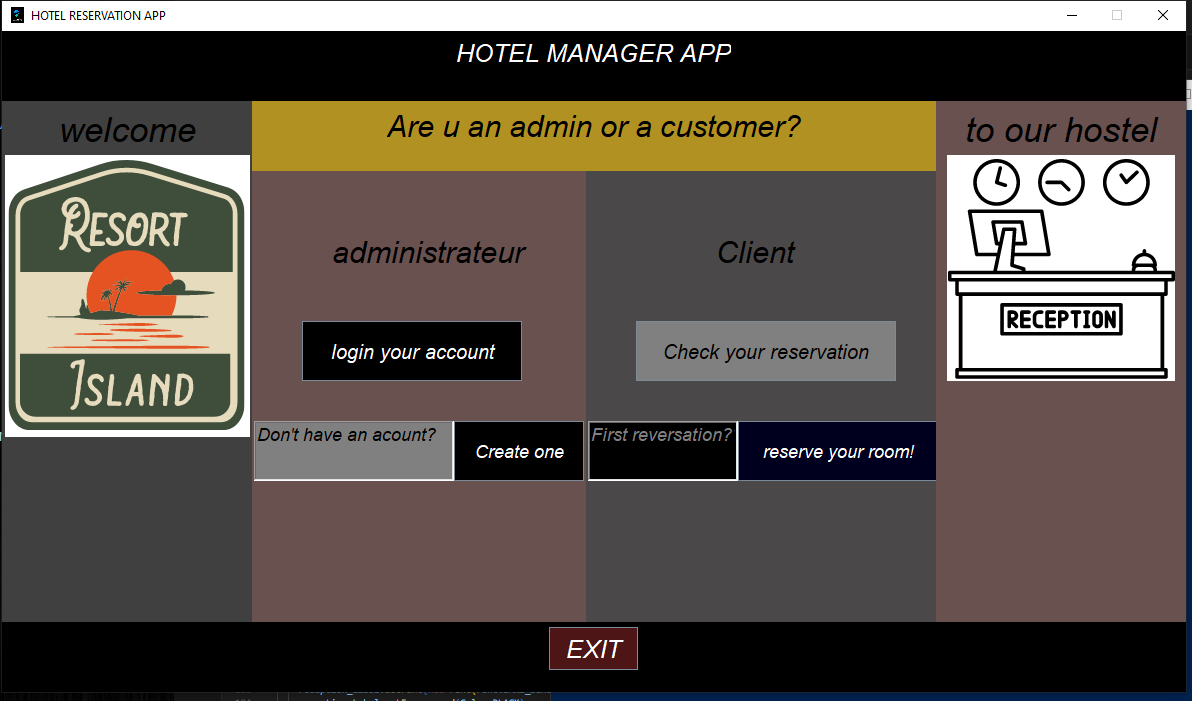 HOTEL RESERVATION APP
HOTEL MANAGER APP
welcome
Are u an admin or a customer?
to our hostel
RESORT
ISLAND
administrateur
Client
RECEPTION
login your account
Check your reservation
Don't have an acount?
Create one
First reversation?
reserve your room!
EXIT